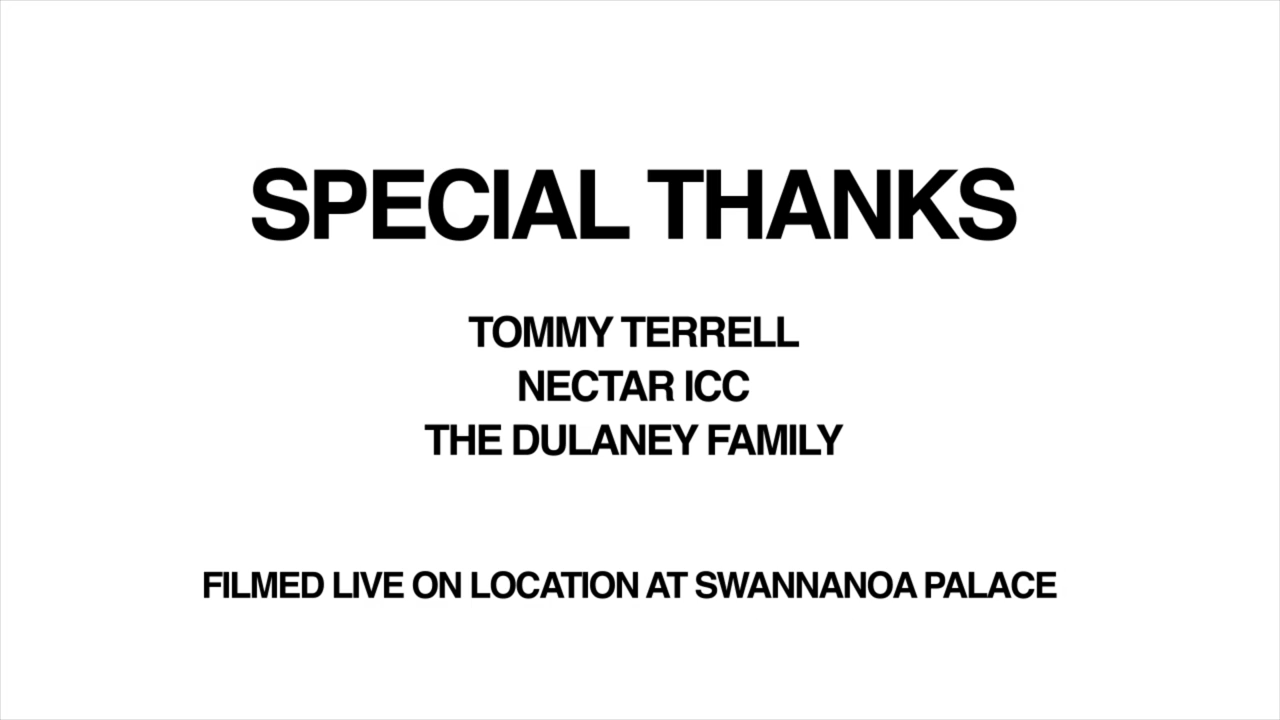 SPECIAL THANKS
TOMMY TERRELL
NECTAR ICC
THE DULANEY FAMILY
FILMED LIVE ON LOCATION AT SWANNANOA PALACE